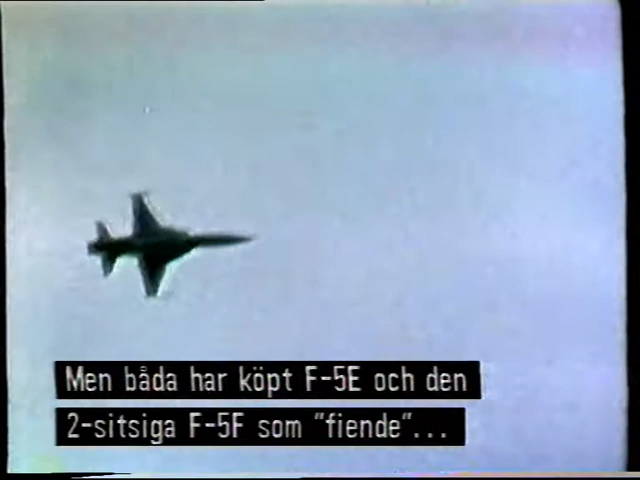 Men båda har köpt F-5E och den
2-sitsiga F-5F som "fiende"...